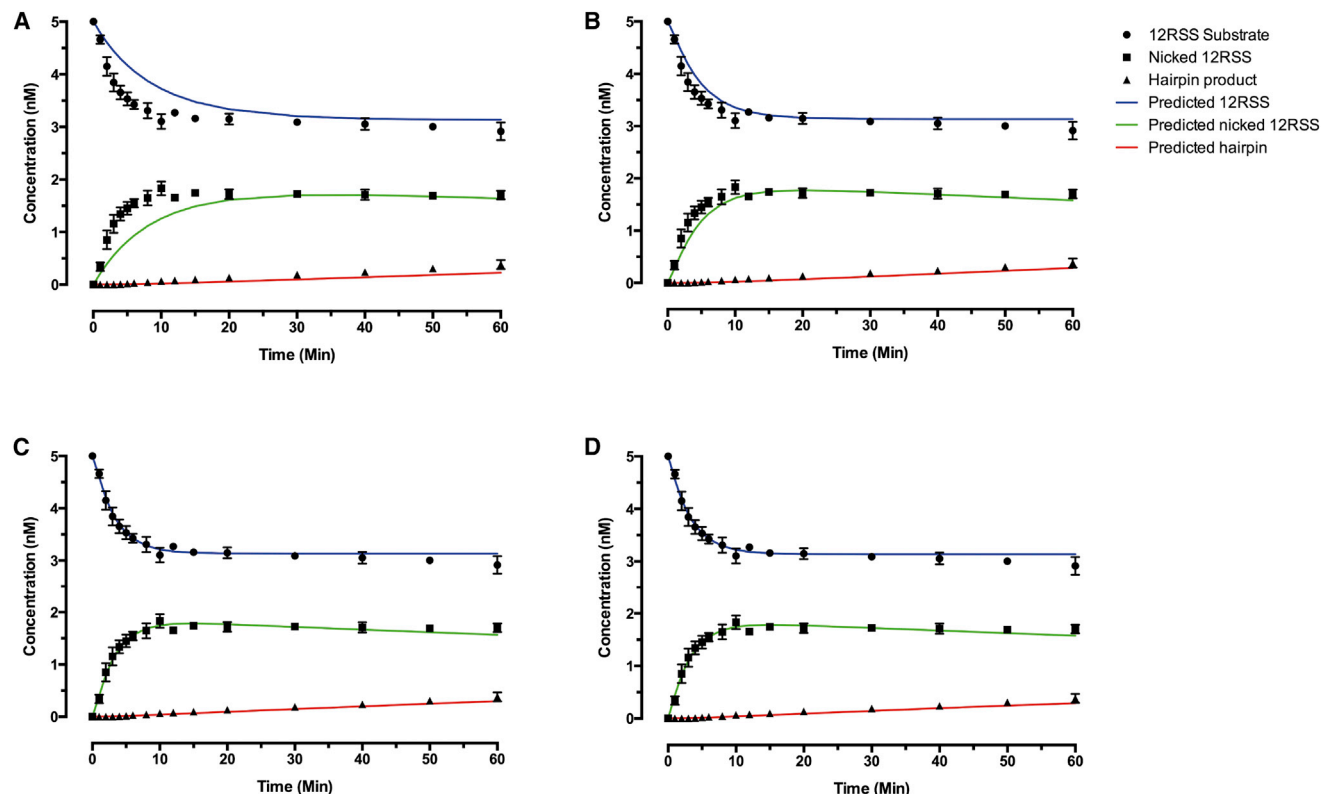 A
5
4
3
2
1
0
Concentration (nM)
0 10 20 30 40 50 60
Time (Min)
B
5
4
3
2
1
0
Concentration (nM)
0 10 20 30 40 50 60
Time (Min)
12RSS Substrate
Nicked 12RSS
Hairpin product
Predicted 12RSS
Predicted nicked 12RSS
Predicted hairpin
C
5
4
3
2
1
0
Concentration (nM)
0 10 20 30 40 50 60
Time (Min)
D
5
4
3
2
1
0
Concentration (nM)
0 10 20 30 40 50 60
Time (Min)